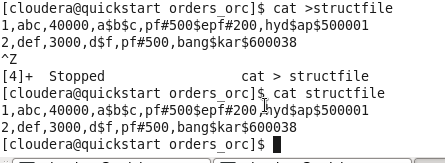 [cloudera@quickstart orders_orc]$ cat >structfile
1,abc,40000,a$b$c,pf#500$epf#200,hyd$ap$500001
2,def,3000,d$f,pf#500,bang$kar$600038
^Z
[4]+  Stopped                 cat > structfile
[cloudera@quickstart orders_orc]$ cat structfile
1,abc,40000,a$b$c,pf#500$epf#200,hyd$ap$500001
2,def,3000,d$f,pf#500,bang$kar$600038
[cloudera@quickstart orders_orc]$